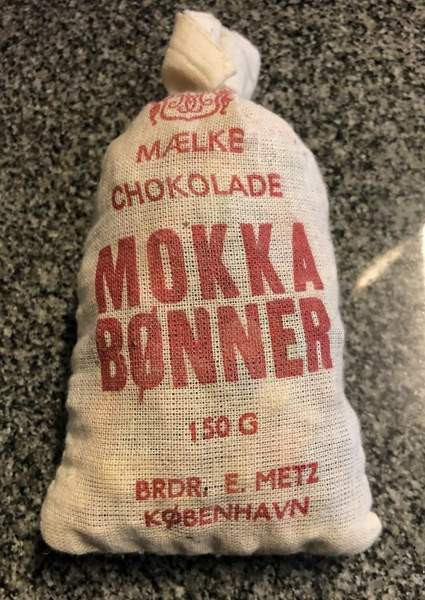 MÆLKE
CHOKOLADE
MOKKA
BØNNER
150 G
BRDR. E. METZ
KØBENHAVN